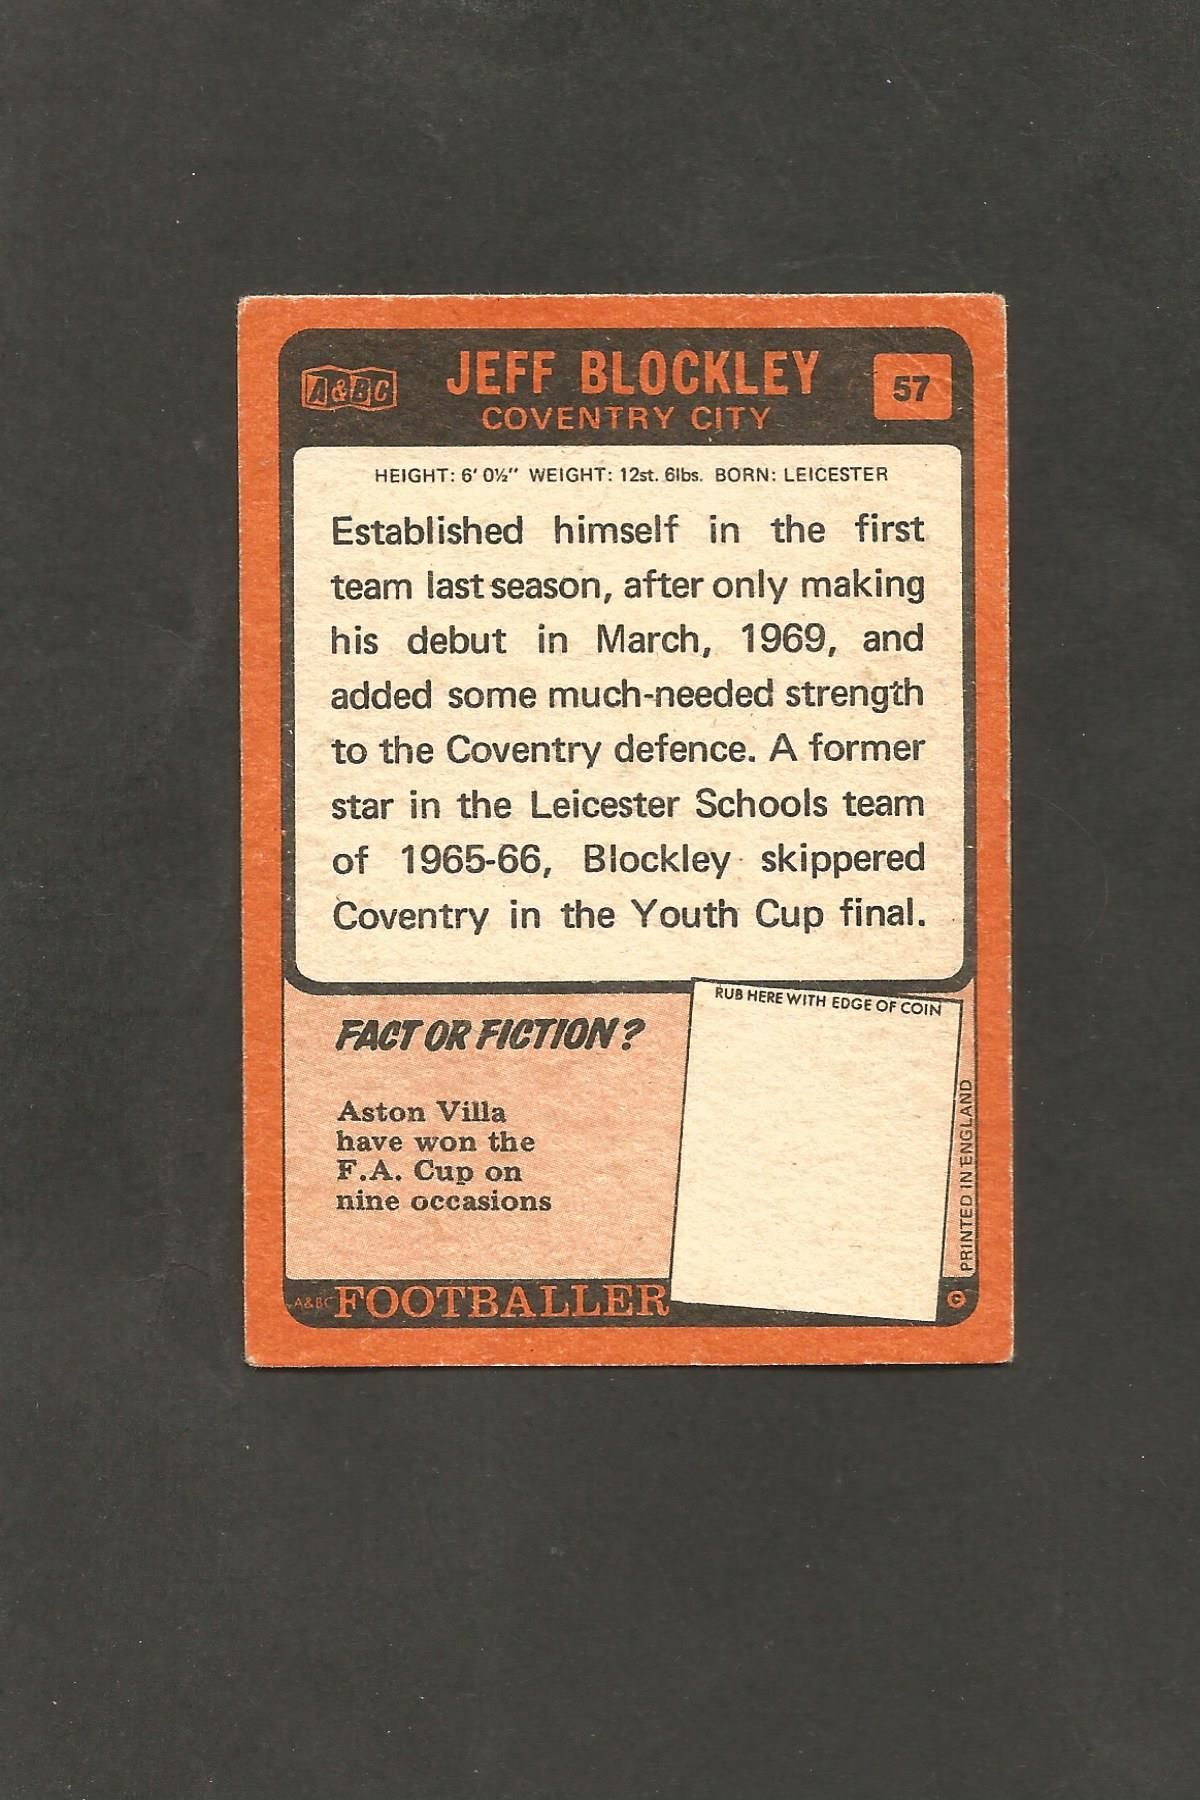 A&BC
JEFF BLOCKLEY
57
COVENTRY CITY
HEIGHT: 6' 0½" WEIGHT: 12st. 6lbs. BORN: LEICESTER
Established himself in the first
team last season, after only making
his debut in March, 1969, and
added some much-needed strength
to the Coventry defence. A former
star in the Leicester Schools team
of 1965-66, Blockley skippered
Coventry in the Youth Cup final.
RUB HERE WITH EDGE OF COIN
FACT OR FICTION?
Aston Villa
have won the
F.A. Cup on
nine occasions
PRINTED IN ENGLAND
A&BC FOOTBALLER
©